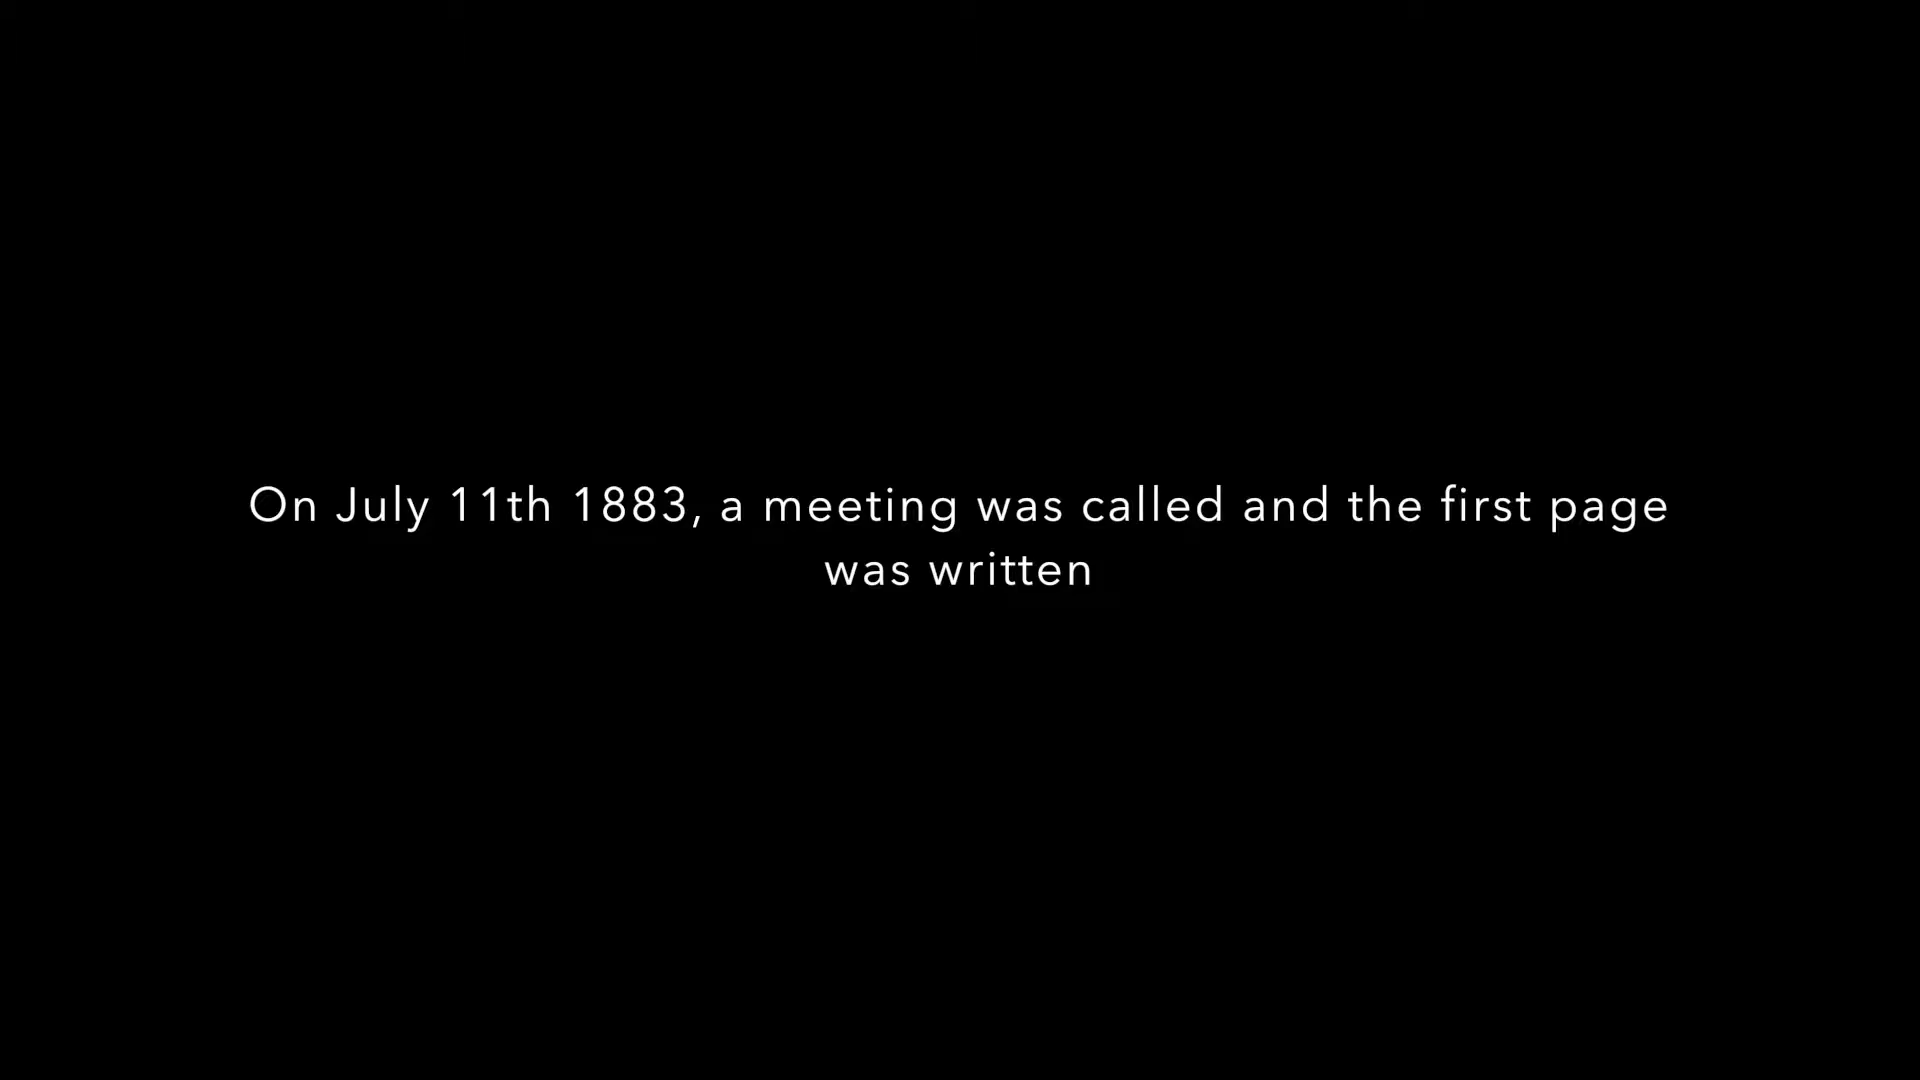 On July 11th 1883, a meeting was called and the first page
was written